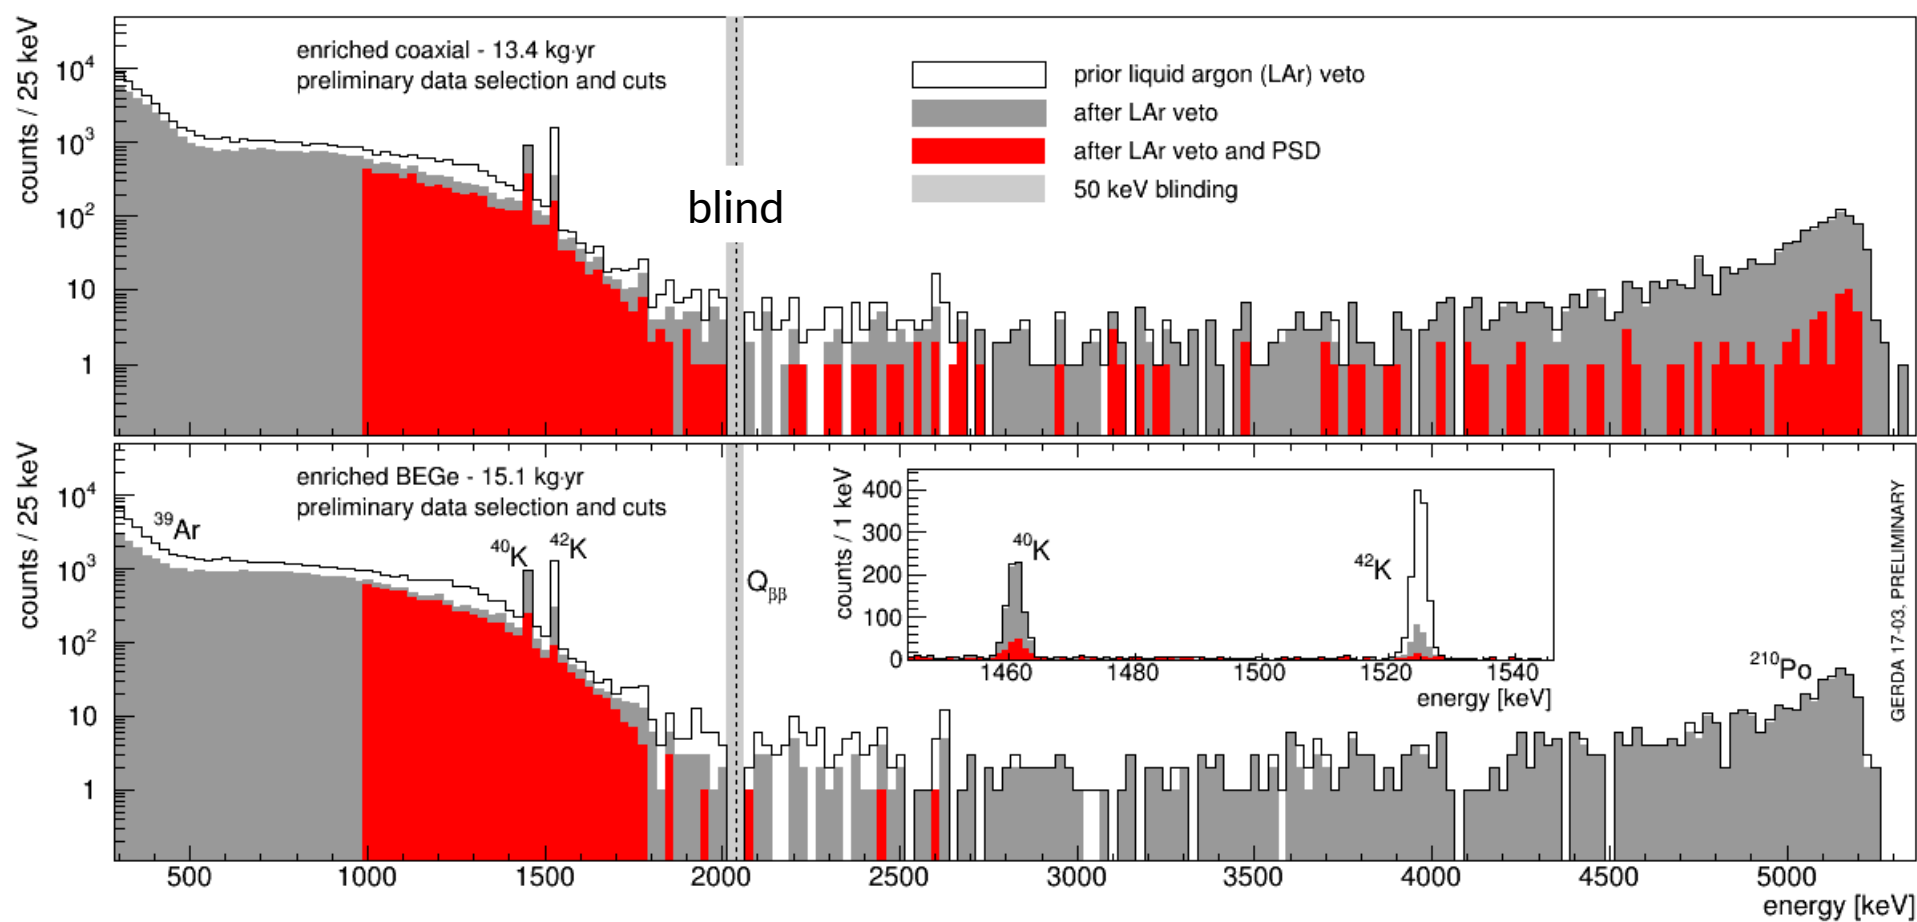 counts / 25 keV
10⁴
10³
10²
10
1
enriched coaxial - 13.4 kg·yr
preliminary data selection and cuts
blind
prior liquid argon (LAr) veto
after LAr veto
after LAr veto and PSD
50 keV blinding
counts / 25 keV
10⁴
10³
10²
10
1
enriched BEGe - 15.1 kg·yr
preliminary data selection and cuts
³⁹Ar
⁴⁰K
⁴²K
Qββ
counts / 1 keV
400
300
200
100
0
⁴⁰K
⁴²K
1460 1480 1500 1520 1540
energy [keV]
²¹⁰Po
GERDA 17-03, PRELIMINARY
500 1000 1500 2000 2500 3000 3500 4000 4500 5000
energy [keV]